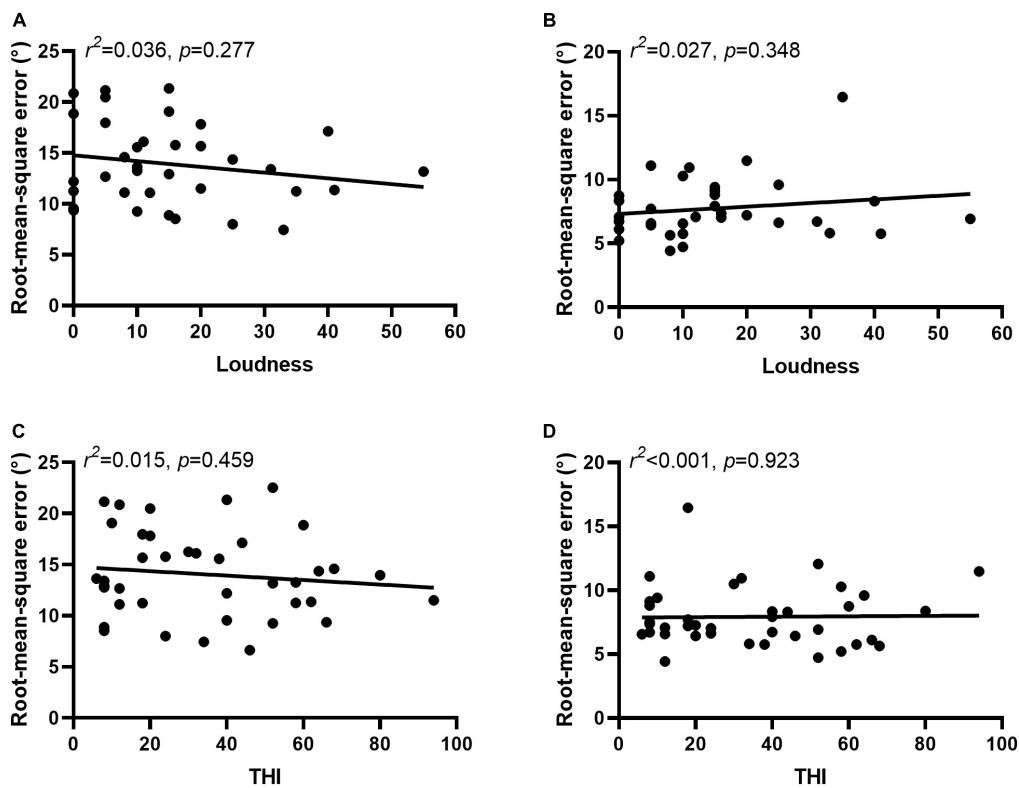 A
r²=0.036, p=0.277
Root-mean-square error (°)
25
20
15
10
5
0
0 10 20 30 40 50 60
Loudness
B
r²=0.027, p=0.348
Root-mean-square error (°)
20
15
10
5
0
0 10 20 30 40 50 60
Loudness
C
r²=0.015, p=0.459
Root-mean-square error (°)
25
20
15
10
5
0
0 20 40 60 80 100
THI
D
r²<0.001, p=0.923
Root-mean-square error (°)
20
15
10
5
0
0 20 40 60 80 100
THI